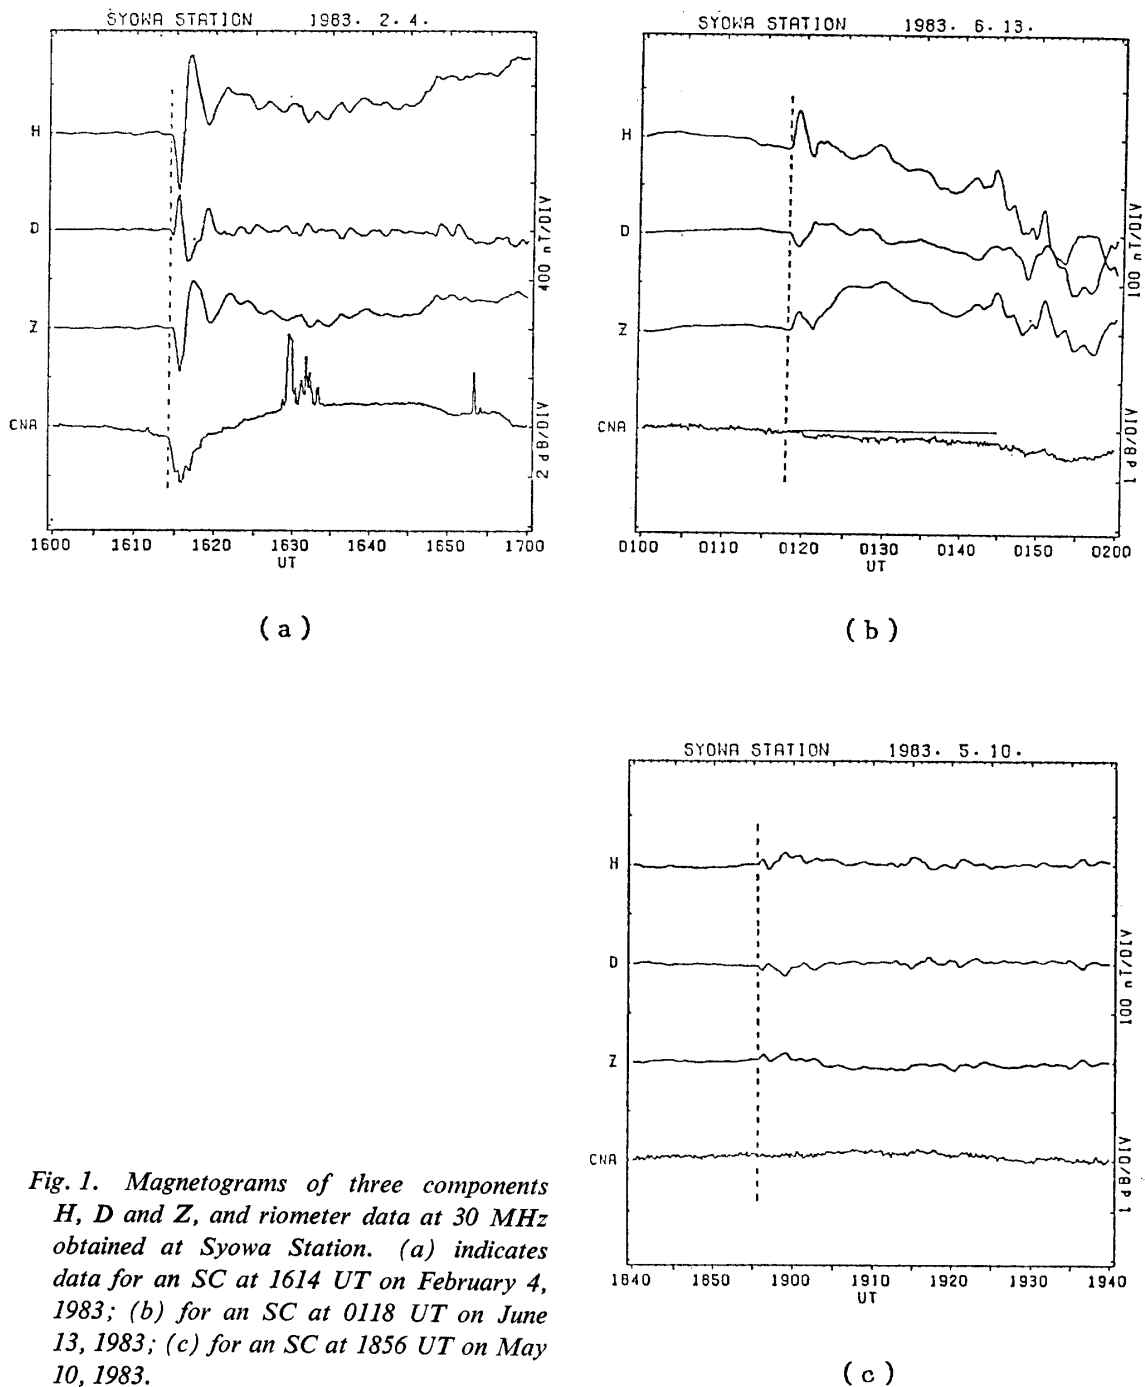 SYOWA STATION 1983. 2. 4.
H
D
Z
CNA
400 nT/DIV
2 dB/DIV
1600 1610 1620 1630 1640 1650 1700
UT
(a)
SYOWA STATION 1983. 6. 13.
H
D
Z
CNA
100 nT/DIV
1 dB/DIV
0100 0110 0120 0130 0140 0150 0200
UT
(b)
SYOWA STATION 1983. 5. 10.
H
D
Z
CNA
100 nT/DIV
1 dB/DIV
1840 1850 1900 1910 1920 1930 1940
UT
(c)
Fig. 1. Magnetograms of three components
H, D and Z, and riometer data at 30 MHz
obtained at Syowa Station. (a) indicates
data for an SC at 1614 UT on February 4,
1983; (b) for an SC at 0118 UT on June
13, 1983; (c) for an SC at 1856 UT on May
10, 1983.